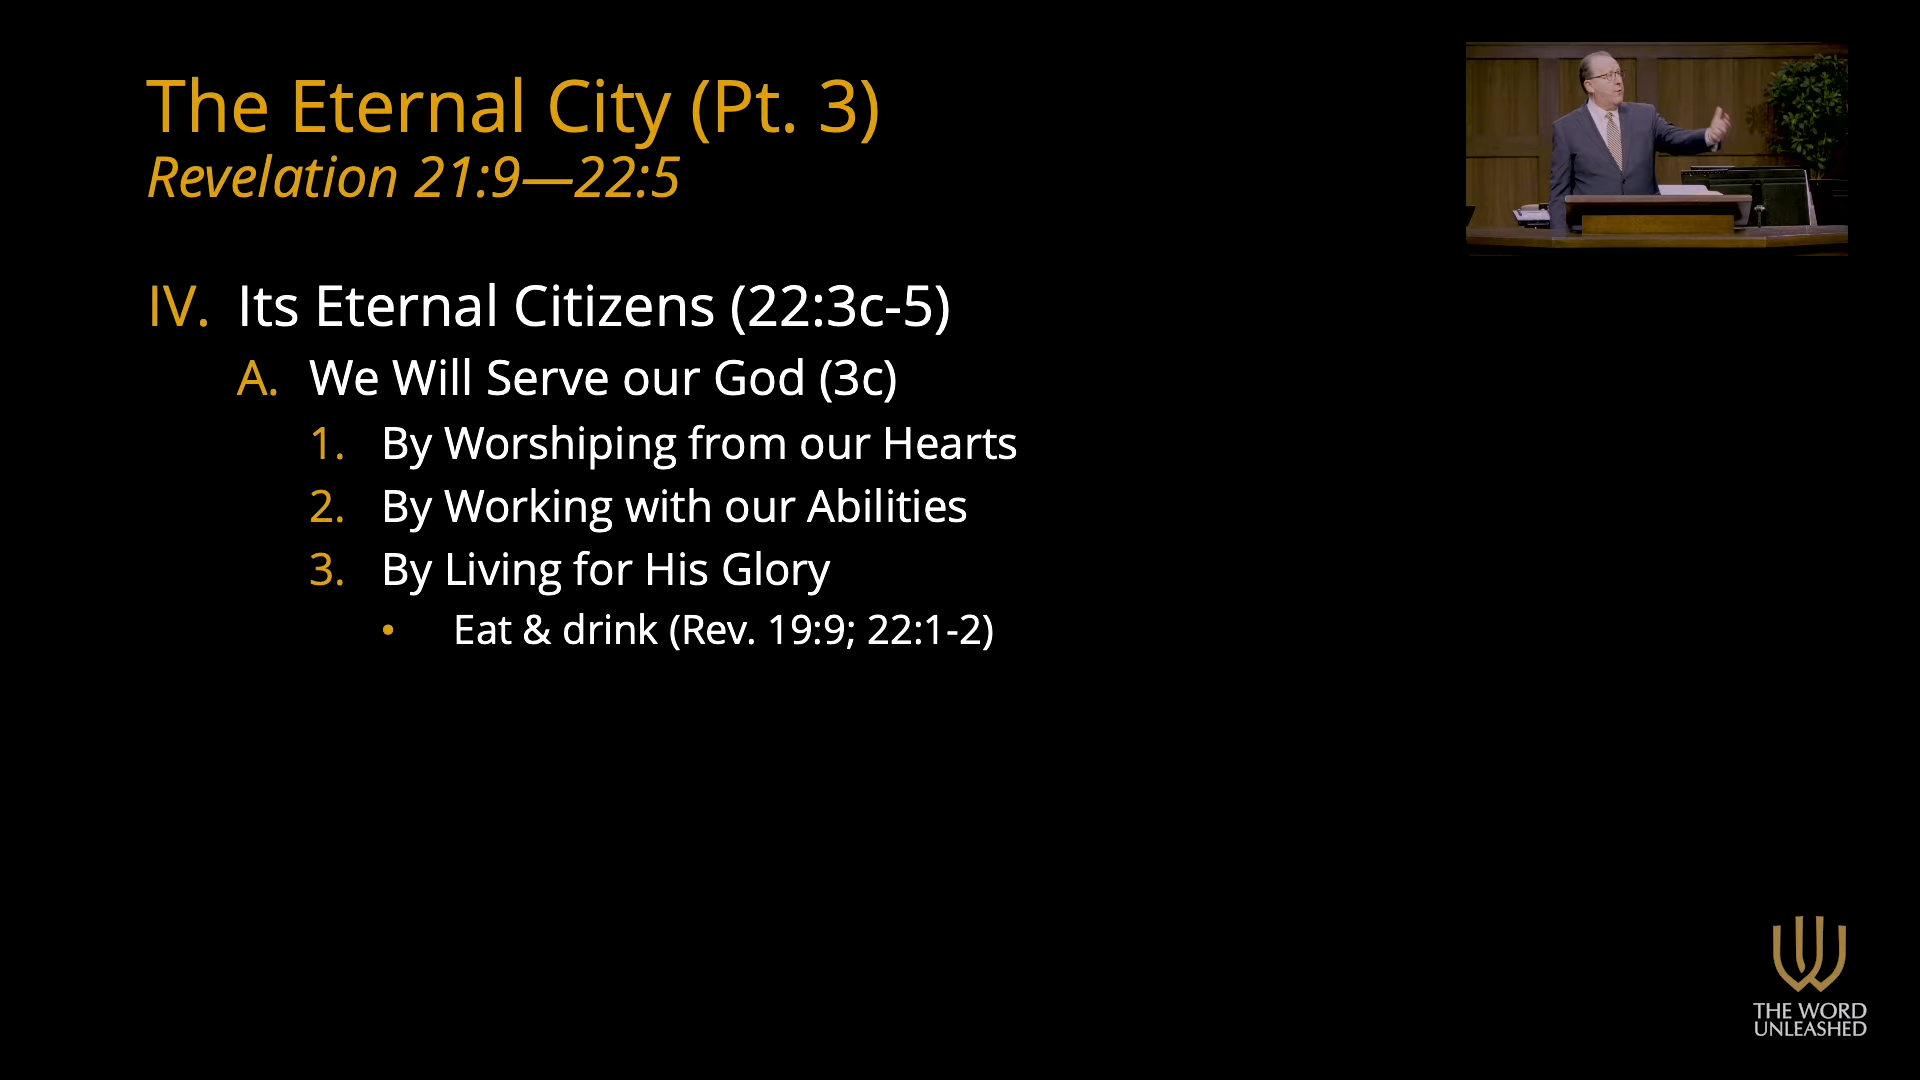 The Eternal City (Pt. 3)
Revelation 21:9—22:5
IV. Its Eternal Citizens (22:3c-5)
A. We Will Serve our God (3c)
1. By Worshiping from our Hearts
2. By Working with our Abilities
3. By Living for His Glory
• Eat & drink (Rev. 19:9; 22:1-2)
THE WORD
UNLEASHED